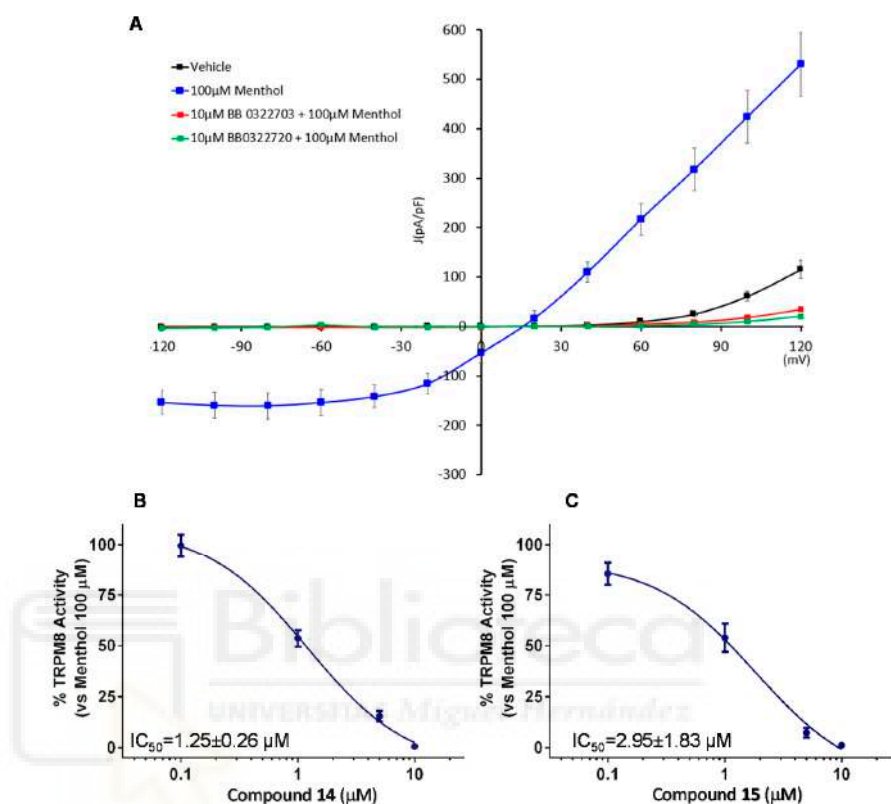 A
Vehicle
100µM Menthol
10µM BB 0322703 + 100µM Menthol
10µM BB0322720 + 100µM Menthol
J(pA/pF)
600
500
400
300
200
100
0
-100
-200
-300
-120 -90 -60 -30 0 30 60 90 120
(mV)
B
% TRPM8 Activity
(vs Menthol 100 µM)
100
75
50
25
0
IC50=1.25±0.26 µM
0.1 1 10
Compound 14 (µM)
C
% TRPM8 Activity
(vs Menthol 100 µM)
100
75
50
25
0
IC50=2.95±1.83 µM
0.1 1 10
Compound 15 (µM)
Biblioteca
UNIVERSITAS Miguel Hernández